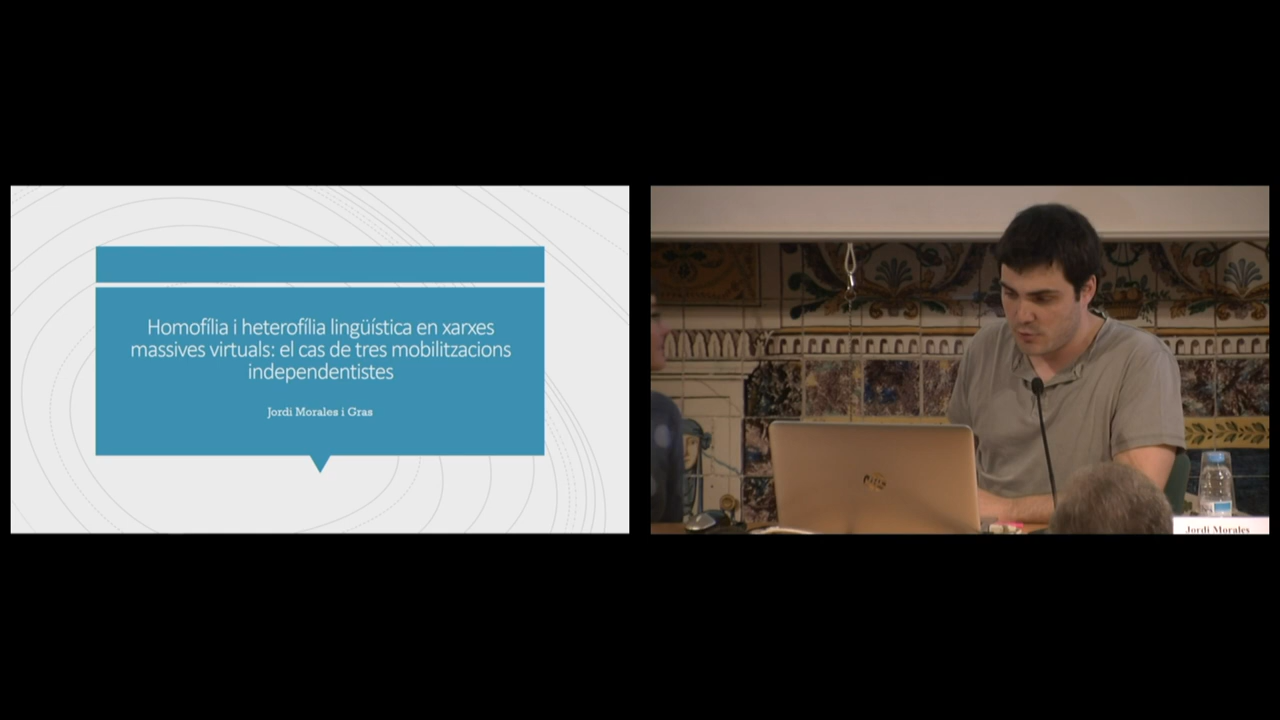 Homofília i heterofília lingüística en xarxes
massives virtuals: el cas de tres mobilitzacions
independentistes
Jordi Morales i Gras
Jordi Morales